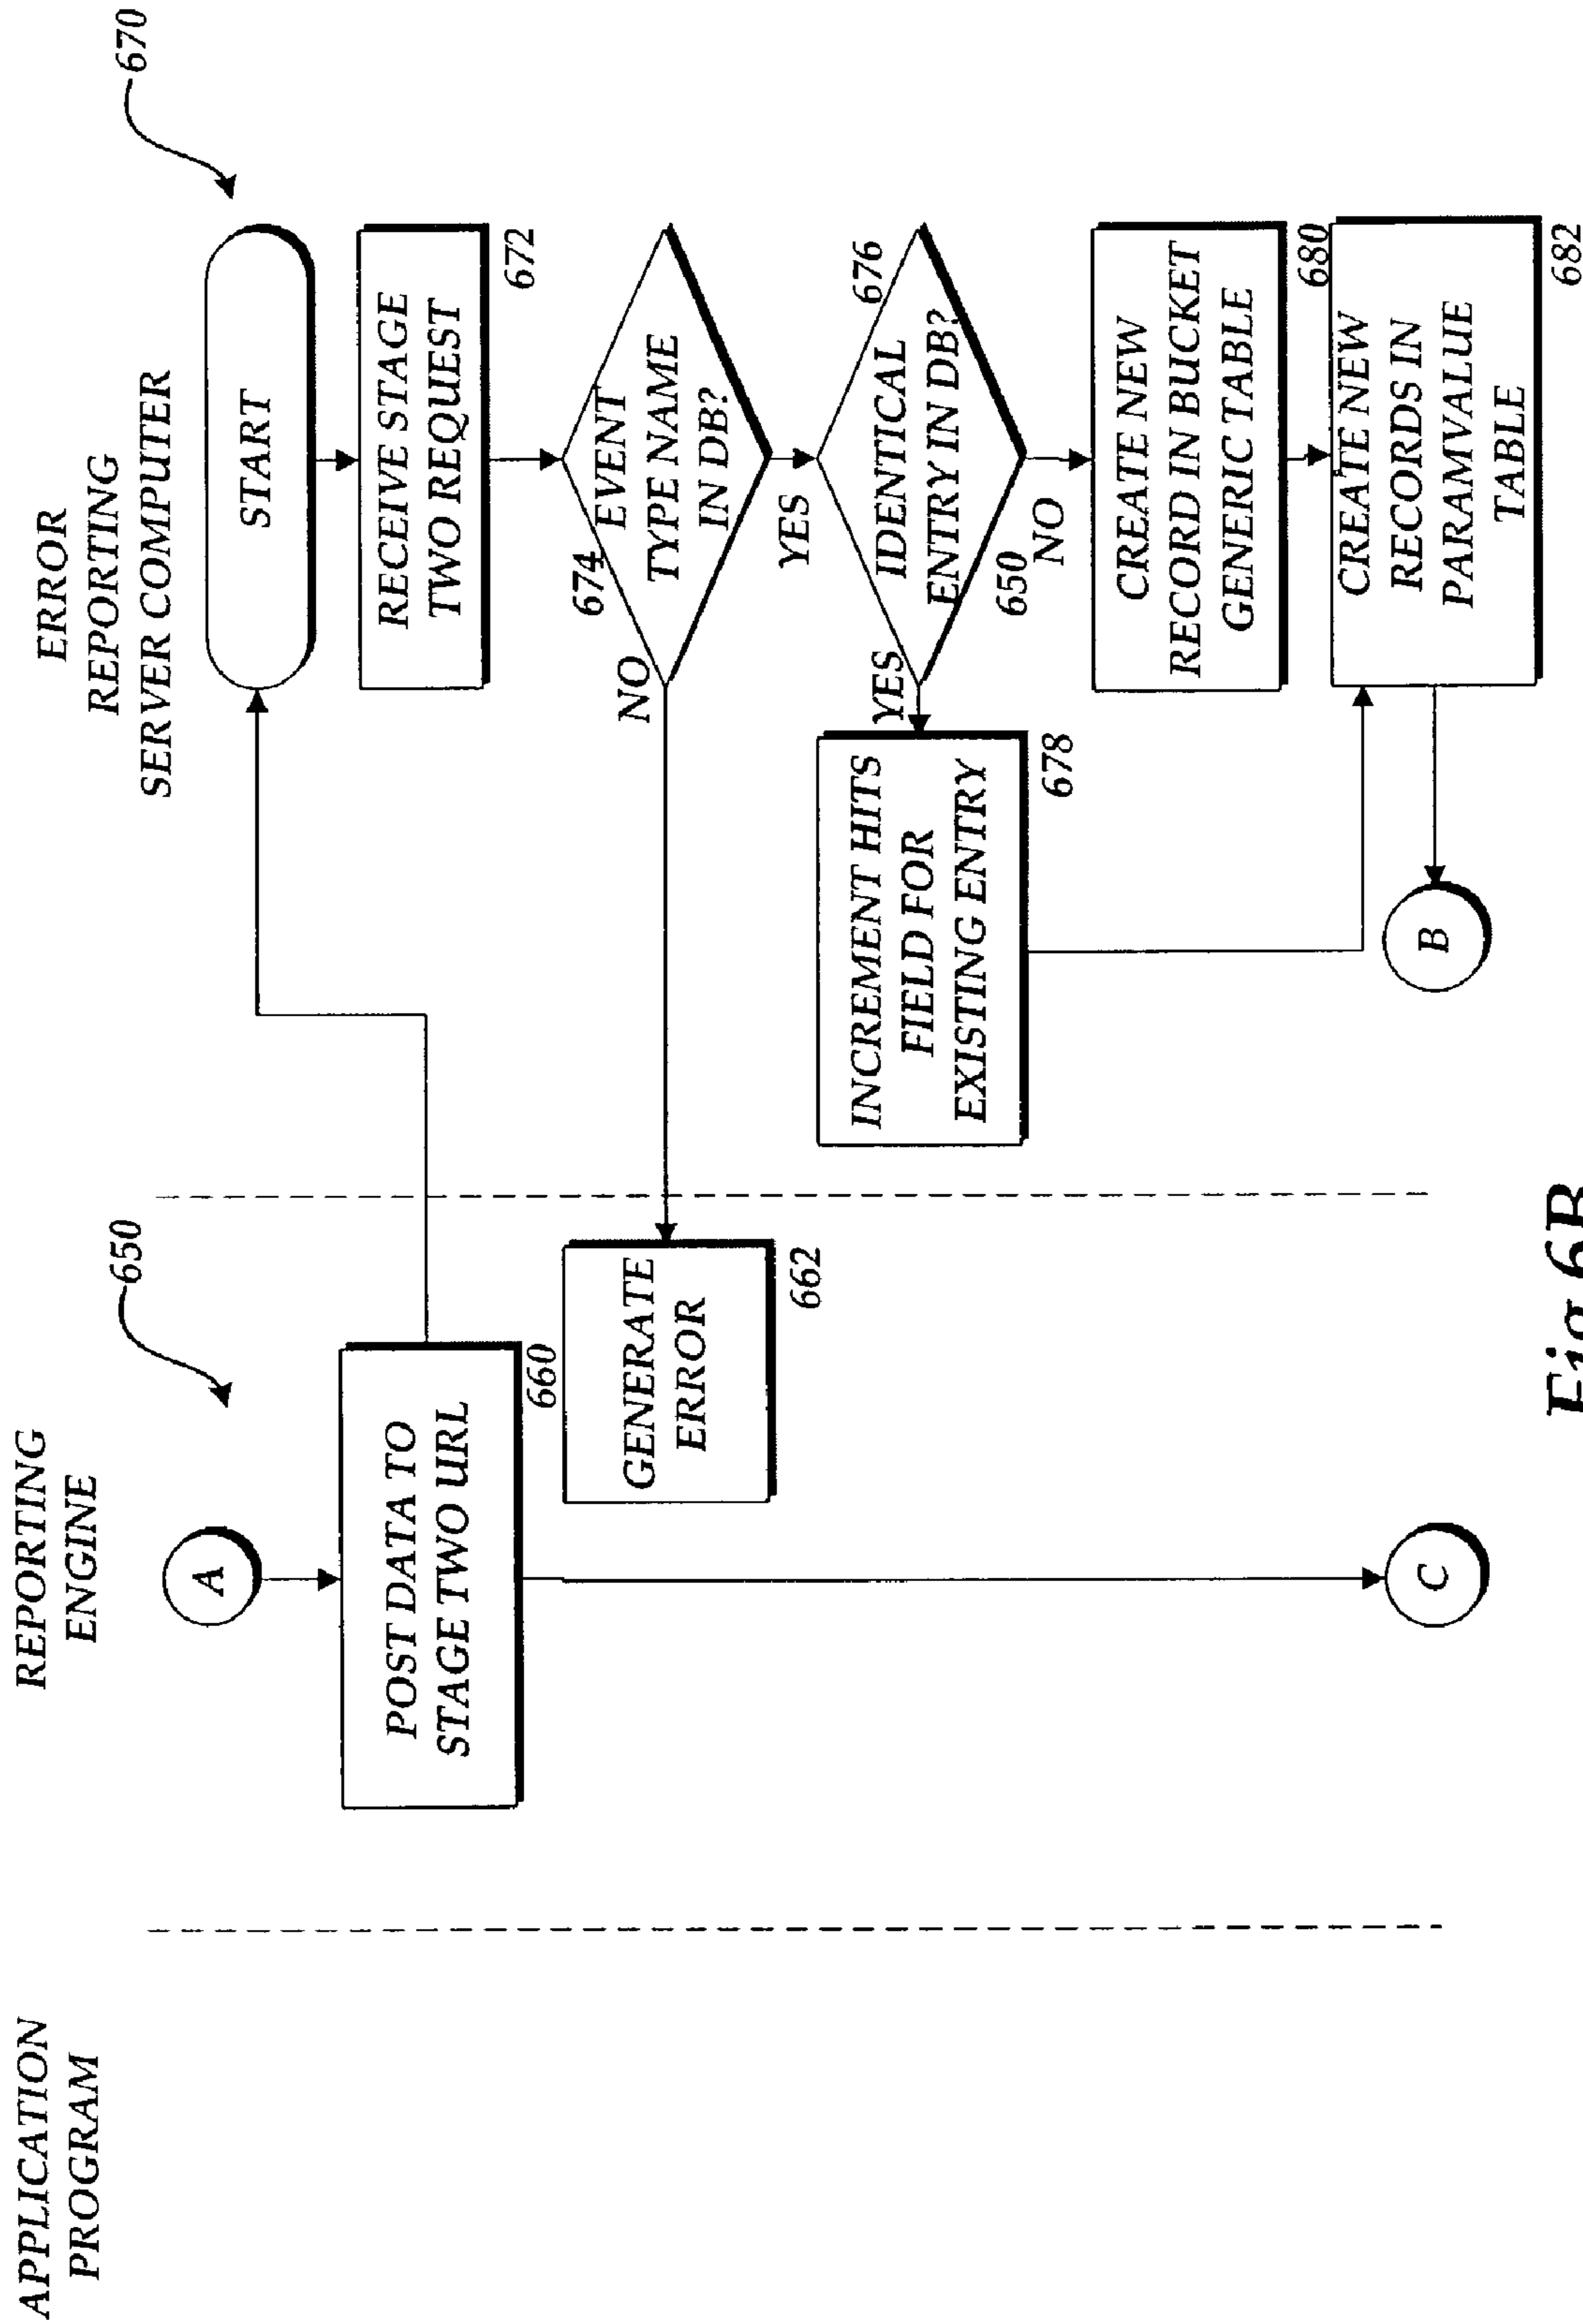 APPLICATION
PROGRAM
REPORTING
ENGINE
ERROR
REPORTING
SERVER COMPUTER
650
670
A
START
POST DATA TO
STAGE TWO URL
660
RECEIVE STAGE
TWO REQUEST
672
GENERATE
ERROR
662
NO
674
EVENT
TYPE NAME
IN DB?
YES
676
IDENTICAL
ENTRY IN DB?
YES
650
NO
INCREMENT HITS
FIELD FOR
EXISTING ENTRY
678
CREATE NEW
RECORD IN BUCKET
GENERIC TABLE
680
CREATE NEW
RECORDS IN
PARAMVALUE
TABLE
682
C
B
Fig. 6B